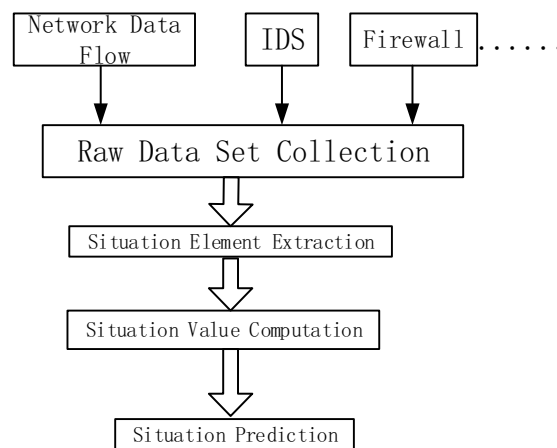 Network Data
Flow
IDS
Firewall ......
Raw Data Set Collection
Situation Element Extraction
Situation Value Computation
Situation Prediction